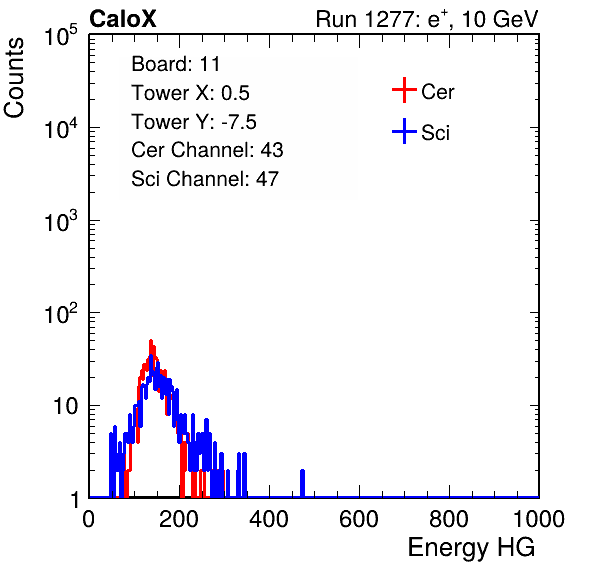 CaloX Run 1277: e⁺, 10 GeV
Counts
10⁵
10⁴
10³
10²
10
1
Board: 11
Tower X: 0.5
Tower Y: -7.5
Cer Channel: 43
Sci Channel: 47
Cer
Sci
0 200 400 600 800 1000
Energy HG